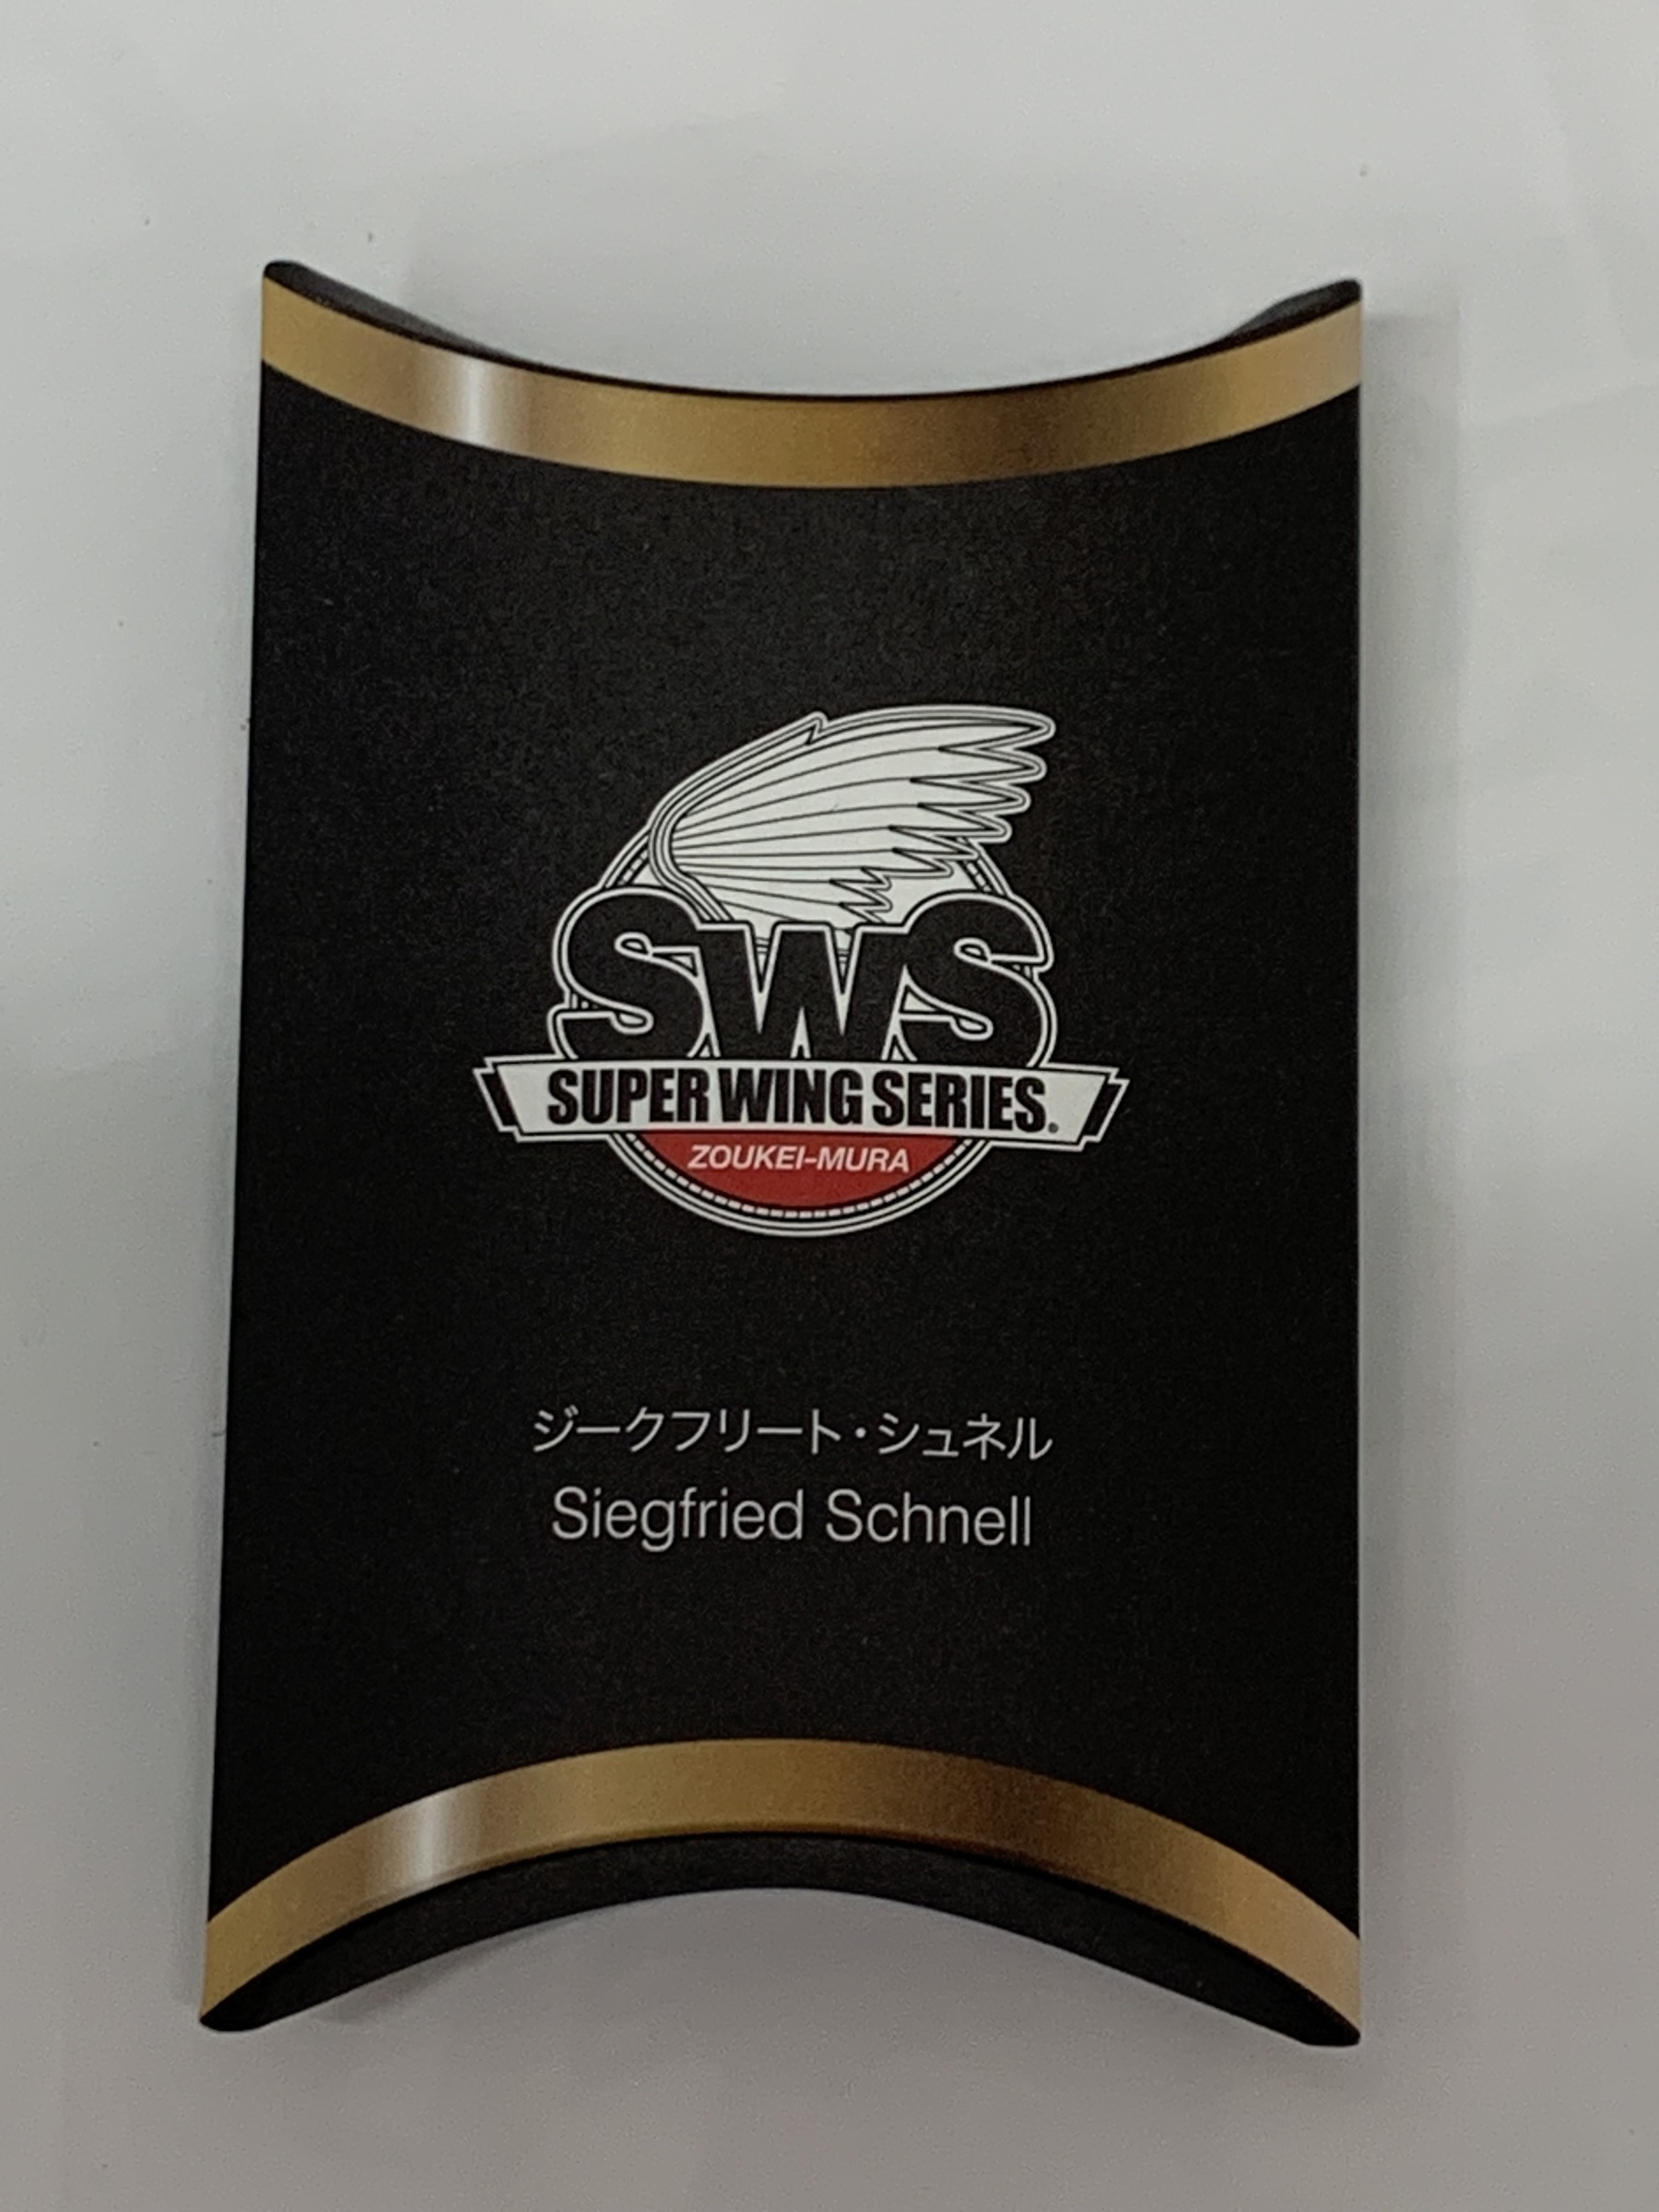 SWS
SUPER WING SERIES®
ZOUKEI-MURA
ジークフリート・シュネル
Siegfried Schnell